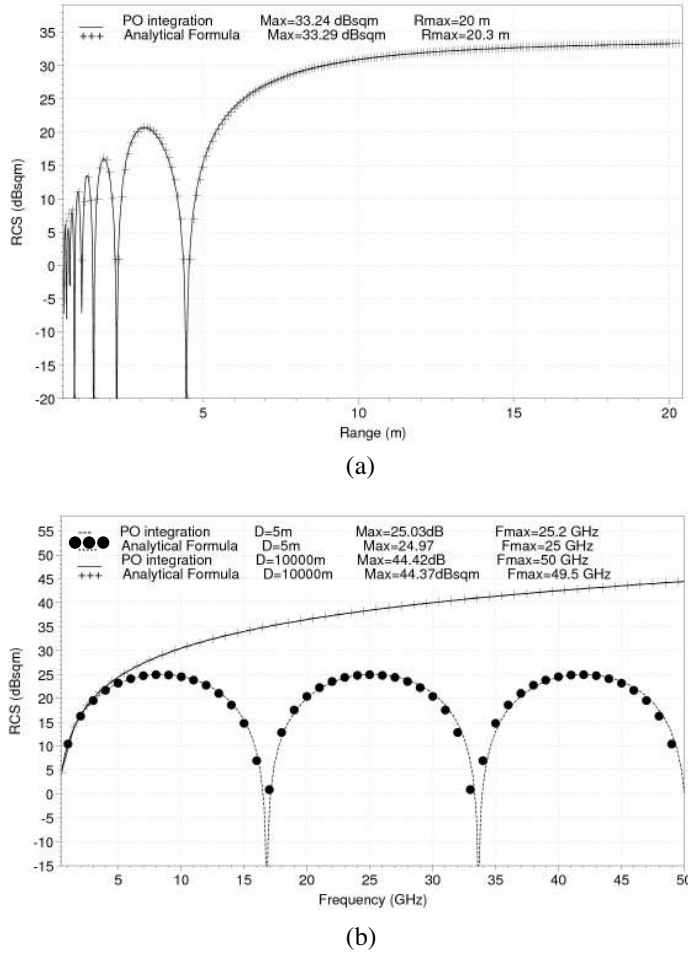 PO integration Max=33.24 dBsqm Rmax=20 m
Analytical Formula Max=33.29 dBsqm Rmax=20.3 m
35
30
25
20
15
10
5
0
-5
-10
-15
-20
RCS (dBsqm)
5 10 15 20
Range (m)
(a)
PO integration D=5m Max=25.03dB Fmax=25.2 GHz
Analytical Formula D=5m Max=24.97 Fmax=25 GHz
PO integration D=10000m Max=44.42dB Fmax=50 GHz
Analytical Formula D=10000m Max=44.37dBsqm Fmax=49.5 GHz
55
50
45
40
35
30
25
20
15
10
5
0
-5
-10
-15
RCS (dBsqm)
5 10 15 20 25 30 35 40 45 50
Frequency (GHz)
(b)